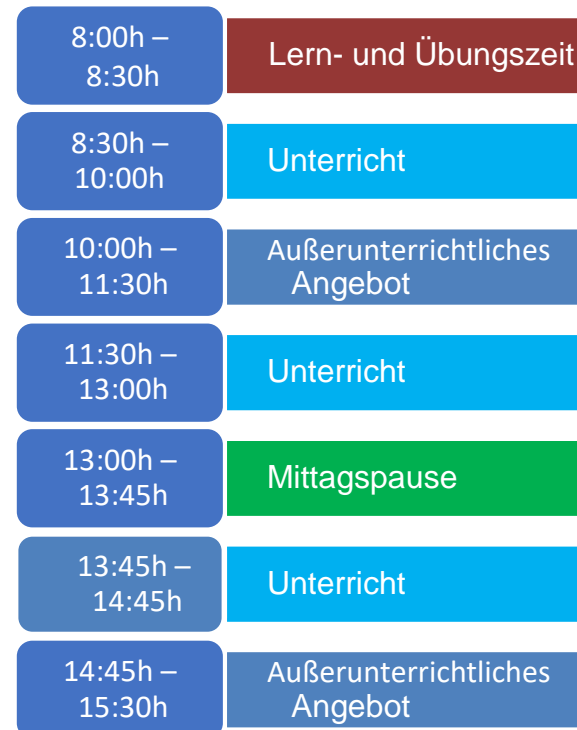 8:00h –
8:30h
Lern- und Übungszeit
8:30h –
10:00h
Unterricht
10:00h –
11:30h
Außerunterrichtliches
Angebot
11:30h –
13:00h
Unterricht
13:00h –
13:45h
Mittagspause
13:45h –
14:45h
Unterricht
14:45h –
15:30h
Außerunterrichtliches
Angebot